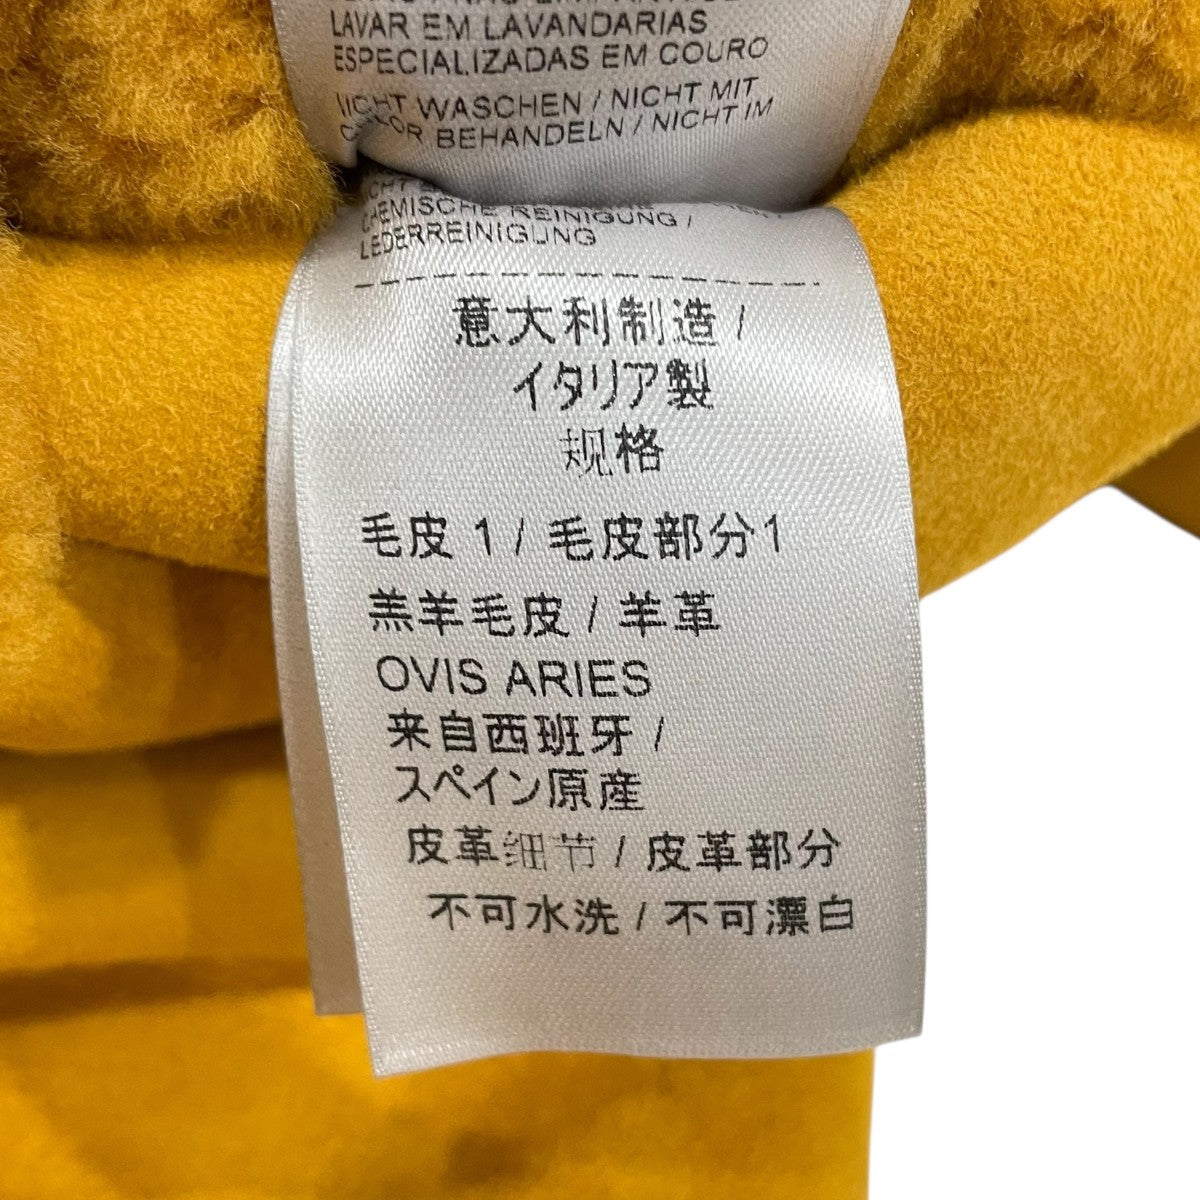 LAVAR EM LAVANDARIAS
ESPECIALIZADAS EM COURO
NICHT WASCHEN / NICHT MIT
COLOR BEHANDELN / NICHT IM
CHEMISCHE REINIGUNG /
LEDERREINIGUNG
意大利制造 /
イタリア製
规格
毛皮 1 / 毛皮部分1
羔羊毛皮 / 羊革
OVIS ARIES
来自西班牙 /
スペイン原産
皮革细节 / 皮革部分
不可水洗 / 不可漂白